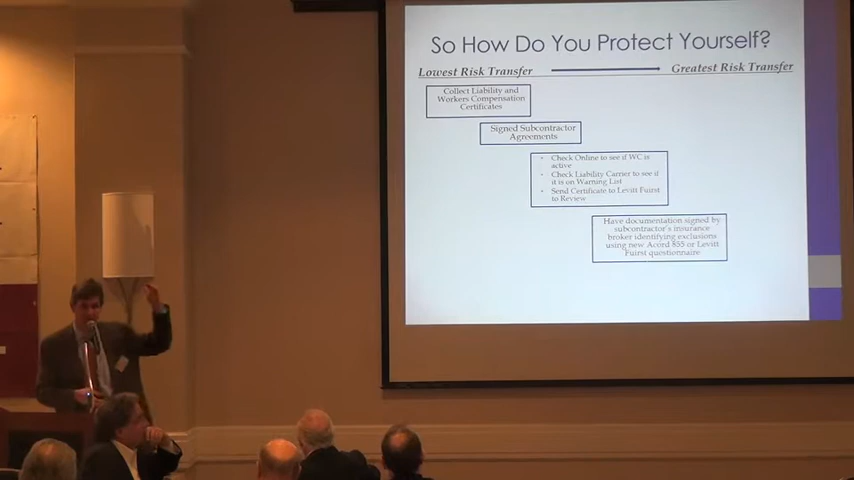 So How Do You Protect Yourself?
Lowest Risk Transfer Greatest Risk Transfer
Collect Liability and
Workers Compensation
Certificates
Signed Subcontractor
Agreements
• Check Online to see if WC is
active
• Check Liability Carrier to see if
it is on Warning List
• Send Certificate to Levitt Fuirst
to Review
Have documentation signed by
subcontractor's insurance
broker identifying exclusions
using new Acord 855 or Levitt
Fuirst questionnaire